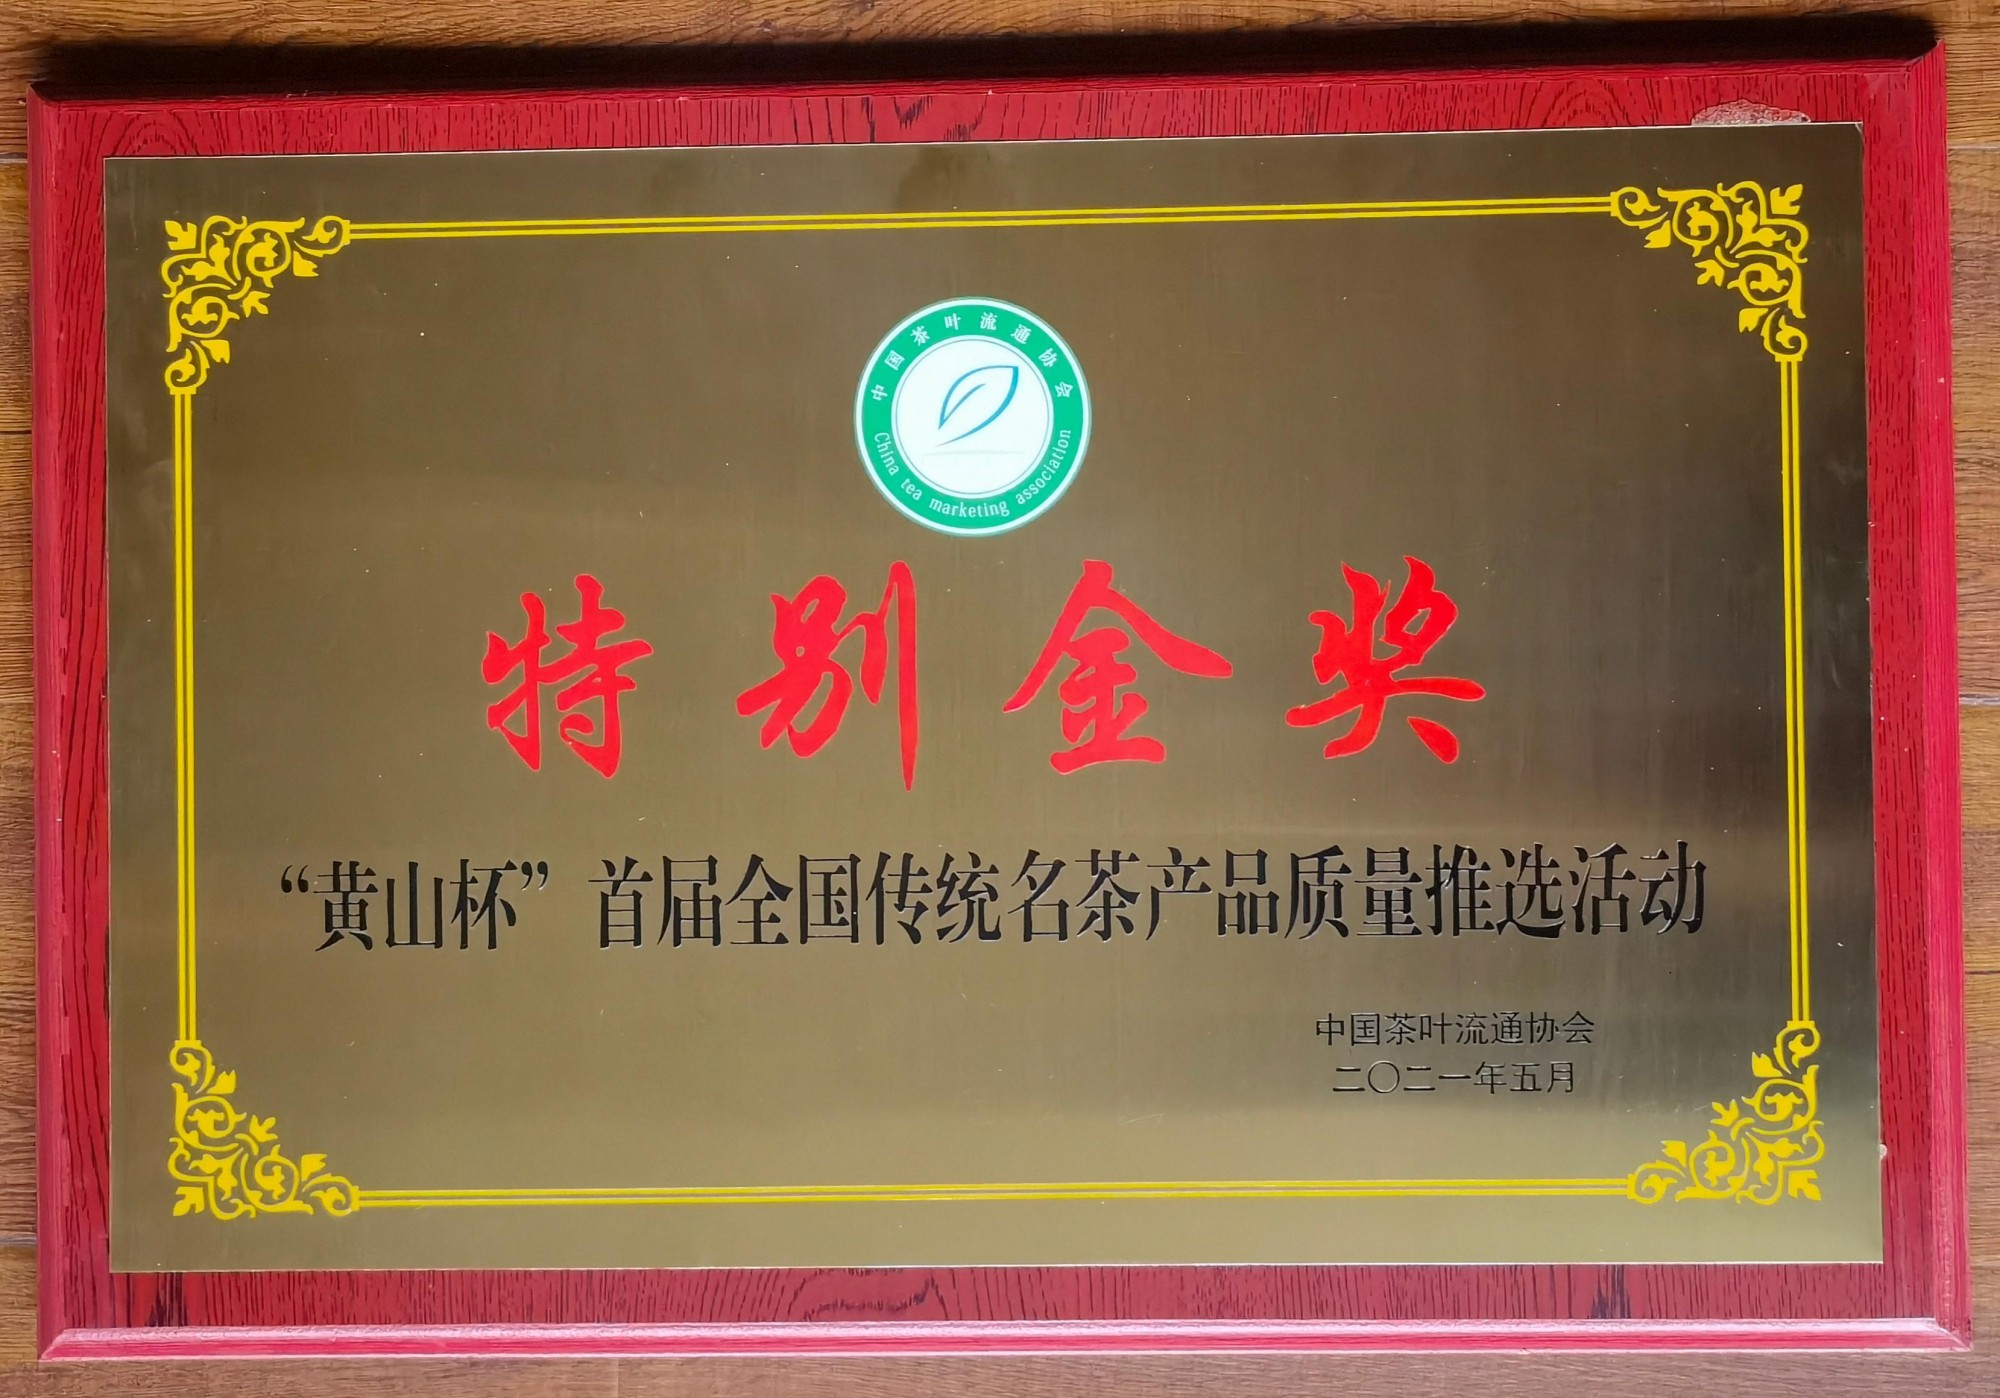 中国茶叶流通协会
China tea marketing association
特别金奖
“黄山杯”首届全国传统名茶产品质量推选活动
中国茶叶流通协会
二〇二一年五月